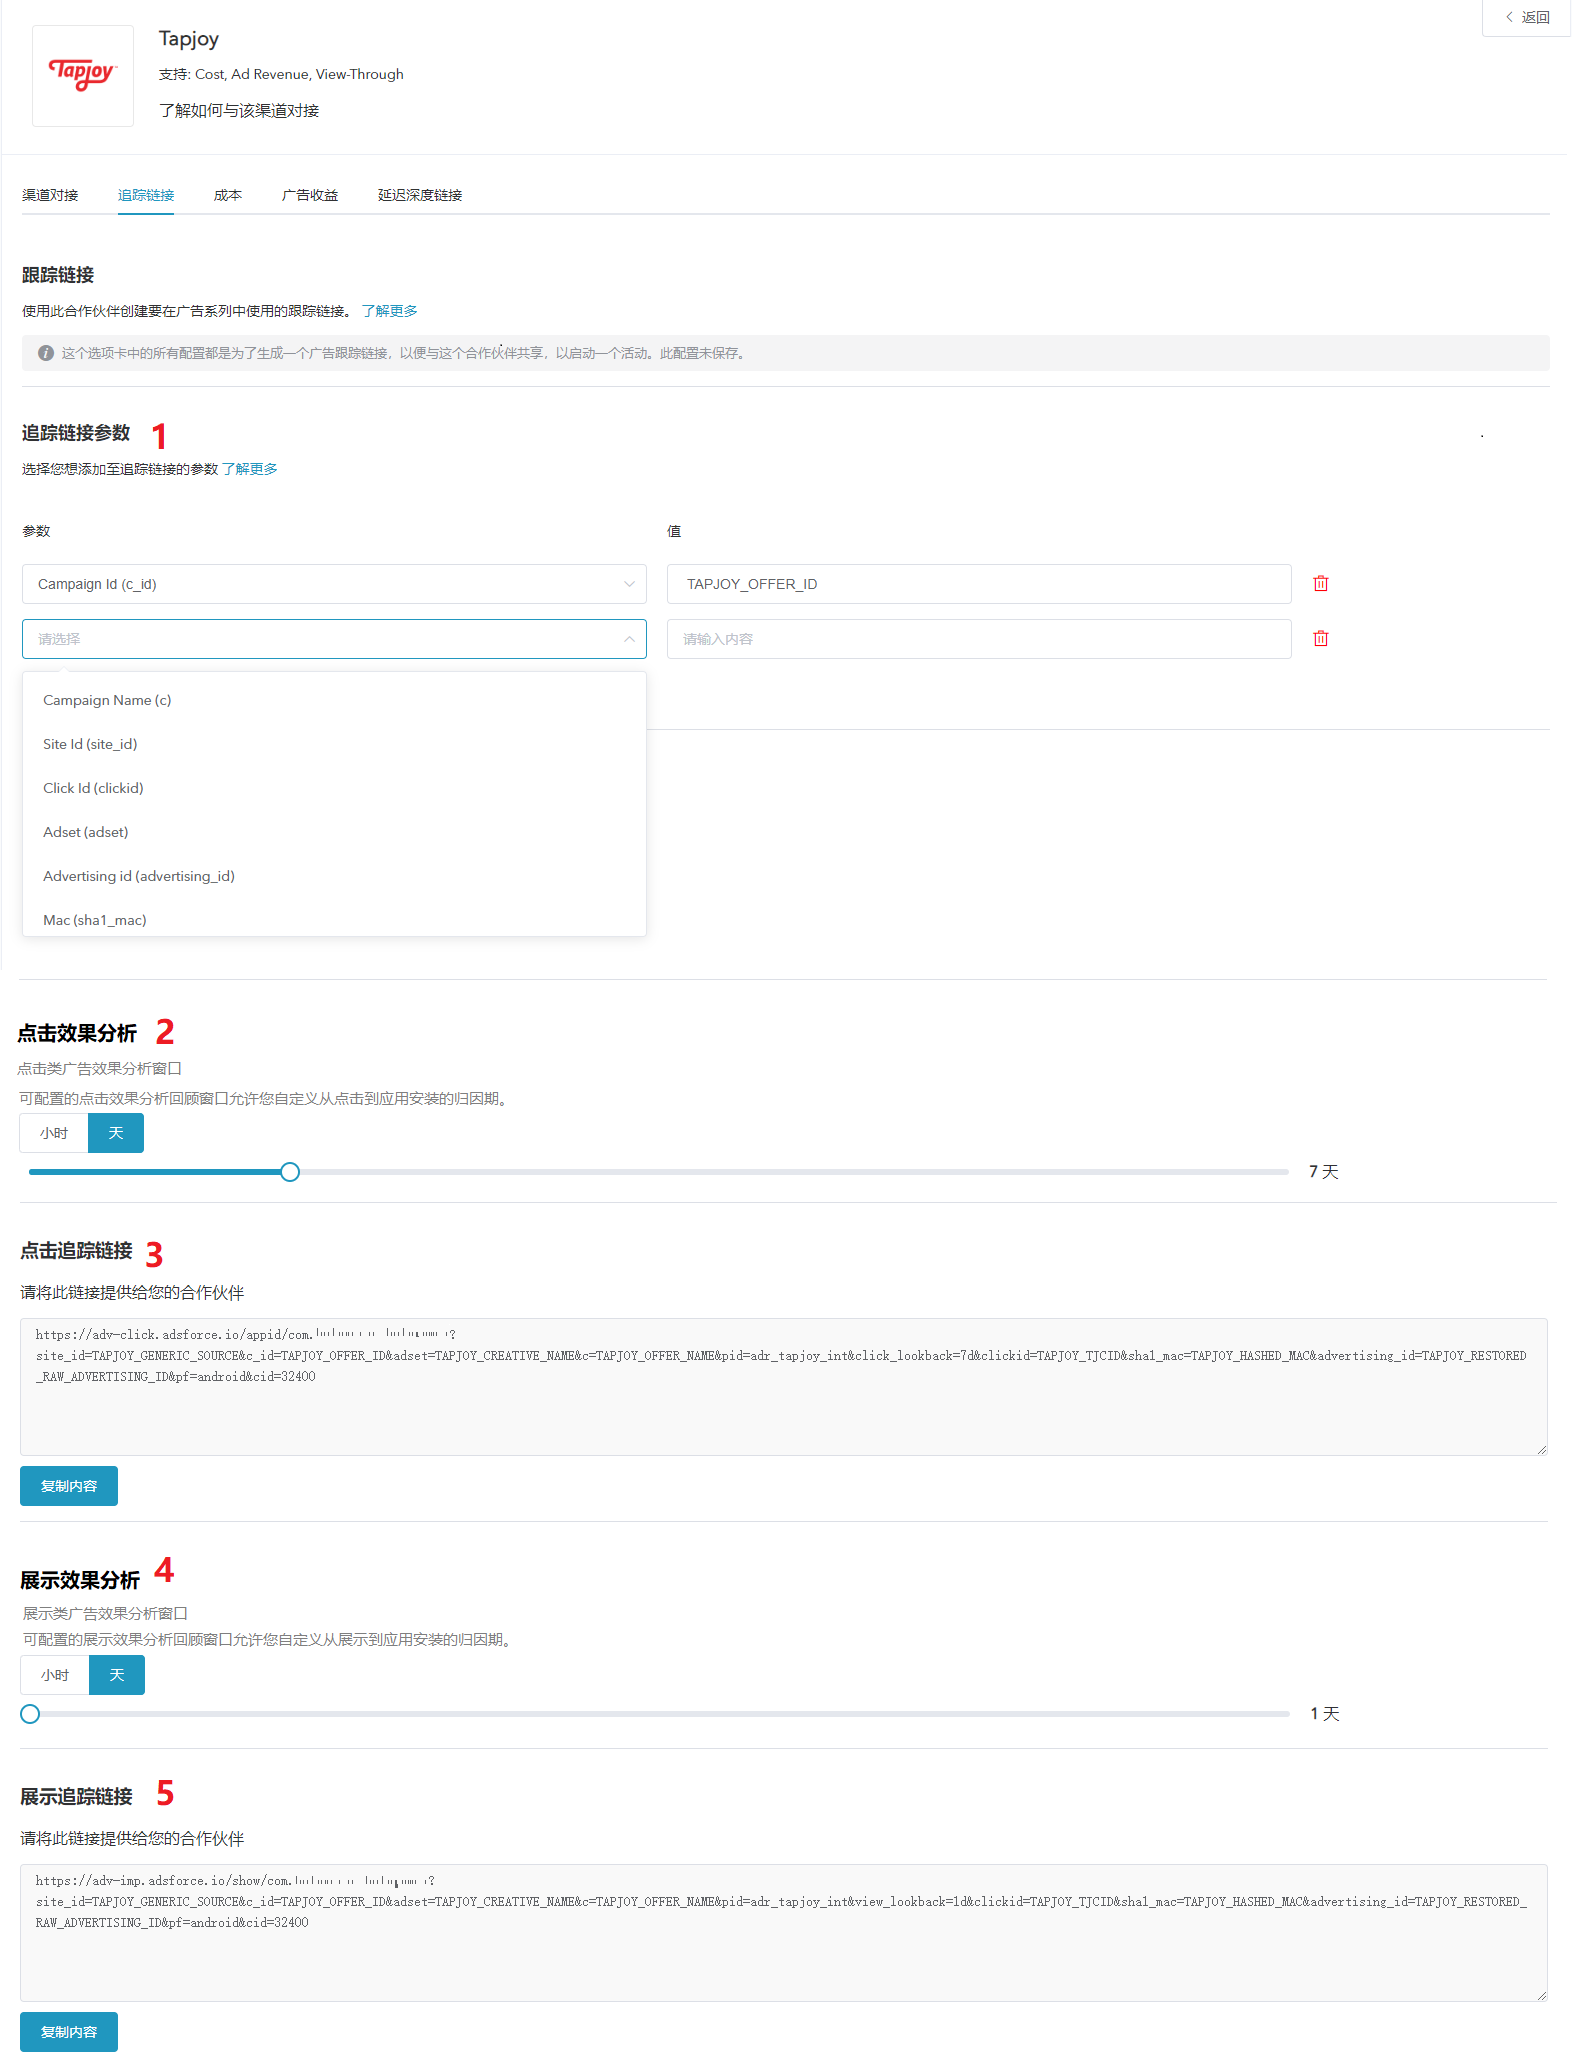 Tapjoy
Tapjoy
支持: Cost, Ad Revenue, View-Through
了解如何与该渠道对接
返回
渠道对接 追踪链接 成本 广告收益 延迟深度链接
跟踪链接
使用此合作伙伴创建要在广告系列中使用的跟踪链接。 了解更多
这个选项卡中的所有配置都是为了生成一个广告跟踪链接，以便与这个合作伙伴共享，以启动一个活动。此配置未保存。
追踪链接参数 1
选择您想添加至追踪链接的参数 了解更多
参数 值
Campaign Id (c_id) TAPJOY_OFFER_ID
请选择 请输入内容
Campaign Name (c)
Site Id (site_id)
Click Id (clickid)
Adset (adset)
Advertising id (advertising_id)
Mac (sha1_mac)
点击效果分析 2
点击类广告效果分析窗口
可配置的点击效果分析回顾窗口允许您自定义从点击到应用安装的归因期。
小时 天
7 天
点击追踪链接 3
请将此链接提供给您的合作伙伴
https://adv-click.adsforce.io/appid/com. ?
site_id=TAPJOY_GENERIC_SOURCE&c_id=TAPJOY_OFFER_ID&adset=TAPJOY_CREATIVE_NAME&c=TAPJOY_OFFER_NAME&pid=adr_tapjoy_int&click_lookback=7d&clickid=TAPJOY_TJCID&sha1_mac=TAPJOY_HASHED_MAC&advertising_id=TAPJOY_RESTORED
_RAW_ADVERTISING_ID&pf=android&cid=32400
复制内容
展示效果分析 4
展示类广告效果分析窗口
可配置的展示效果分析回顾窗口允许您自定义从展示到应用安装的归因期。
小时 天
1 天
展示追踪链接 5
请将此链接提供给您的合作伙伴
https://adv-imp.adsforce.io/show/com. ?
site_id=TAPJOY_GENERIC_SOURCE&c_id=TAPJOY_OFFER_ID&adset=TAPJOY_CREATIVE_NAME&c=TAPJOY_OFFER_NAME&pid=adr_tapjoy_int&view_lookback=1d&clickid=TAPJOY_TJCID&sha1_mac=TAPJOY_HASHED_MAC&advertising_id=TAPJOY_RESTORED_
RAW_ADVERTISING_ID&pf=android&cid=32400
复制内容